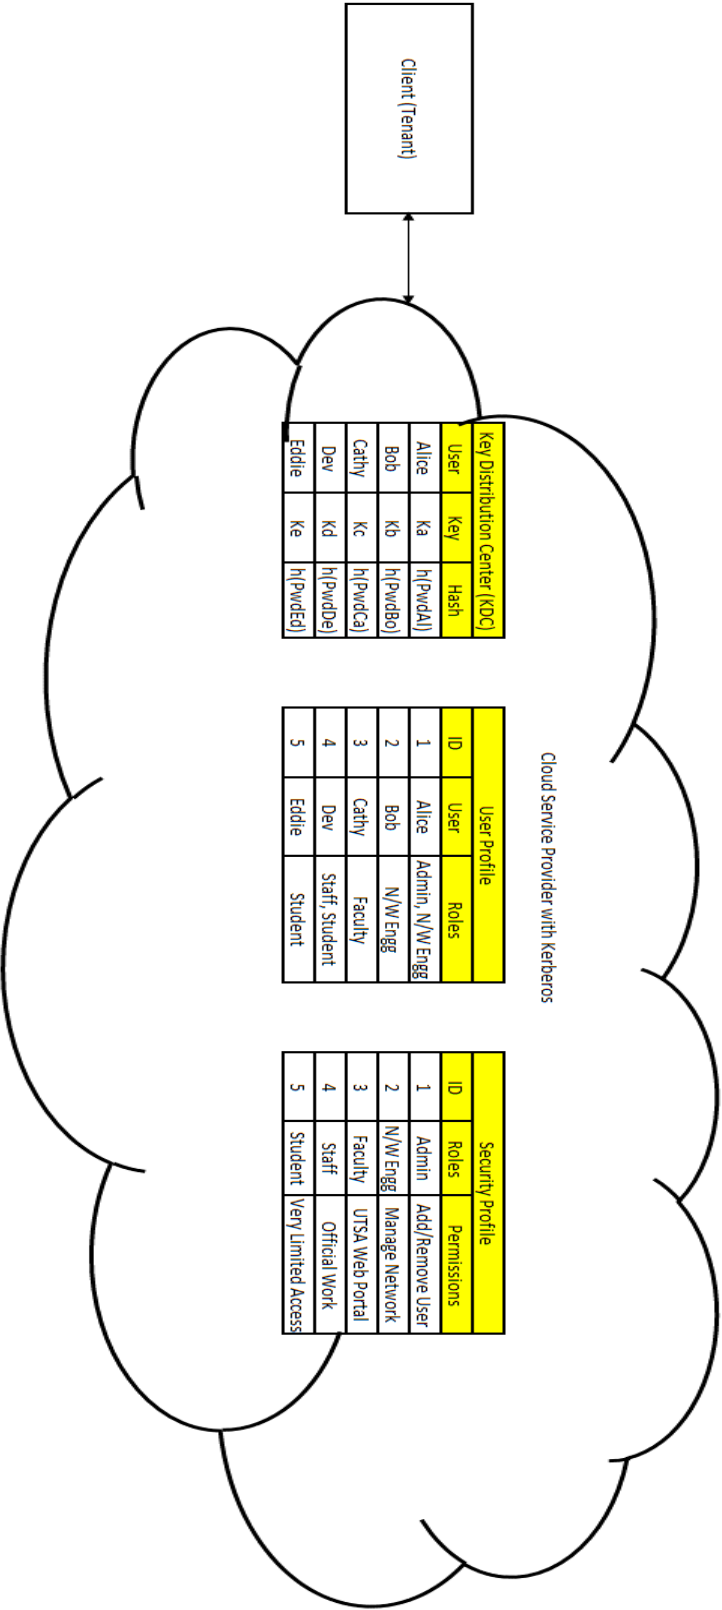 Client (Tenant)
Cloud Service Provider with Kerberos
Key Distribution Center (KDC)
User Key Hash
Alice Ka h(PwdAl)
Bob Kb h(PwdBo)
Cathy Kc h(PwdCa)
Dev Kd h(PwdDe)
Eddie Ke h(PwdEd)
User Profile
ID User Roles
1 Alice Admin, N/W Engg
2 Bob N/W Engg
3 Cathy Faculty
4 Dev Staff, Student
5 Eddie Student
Security Profile
ID Roles Permissions
1 Admin Add/Remove User
2 N/W Engg Manage Network
3 Faculty UTSA Web Portal
4 Staff Official Work
5 Student Very Limited Access